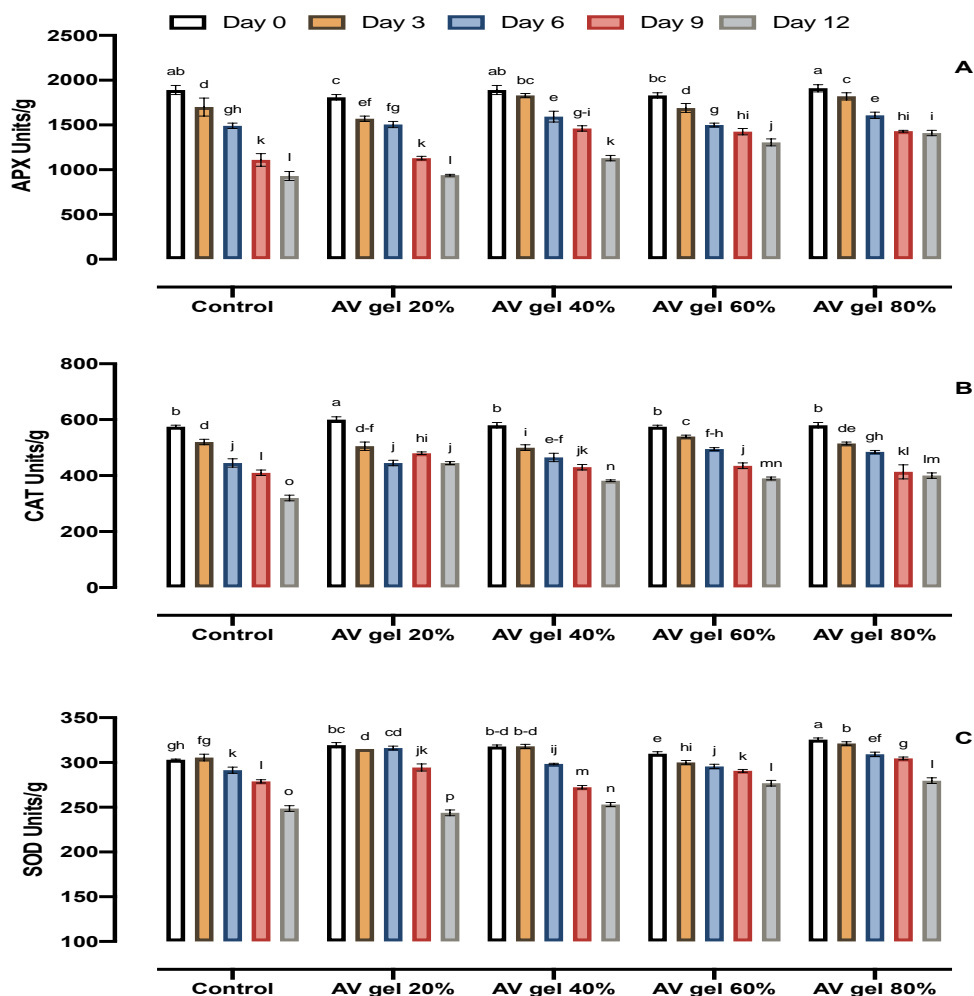 Day 0 Day 3 Day 6 Day 9 Day 12
A
APX Units/g
2500
2000
1500
1000
500
0
ab d gh k l
c ef fg k l
ab bc e g-i k
bc d g hi j
a c e hi i
Control AV gel 20% AV gel 40% AV gel 60% AV gel 80%
B
CAT Units/g
800
600
400
200
0
b d j l o
a d-f j hi j
b i e-f jk n
b c f-h j mn
b de gh kl lm
Control AV gel 20% AV gel 40% AV gel 60% AV gel 80%
C
SOD Units/g
350
300
250
200
150
100
gh fg k l o
bc d cd jk p
b-d b-d ij m n
e hi j k l
a b ef g l
Control AV gel 20% AV gel 40% AV gel 60% AV gel 80%